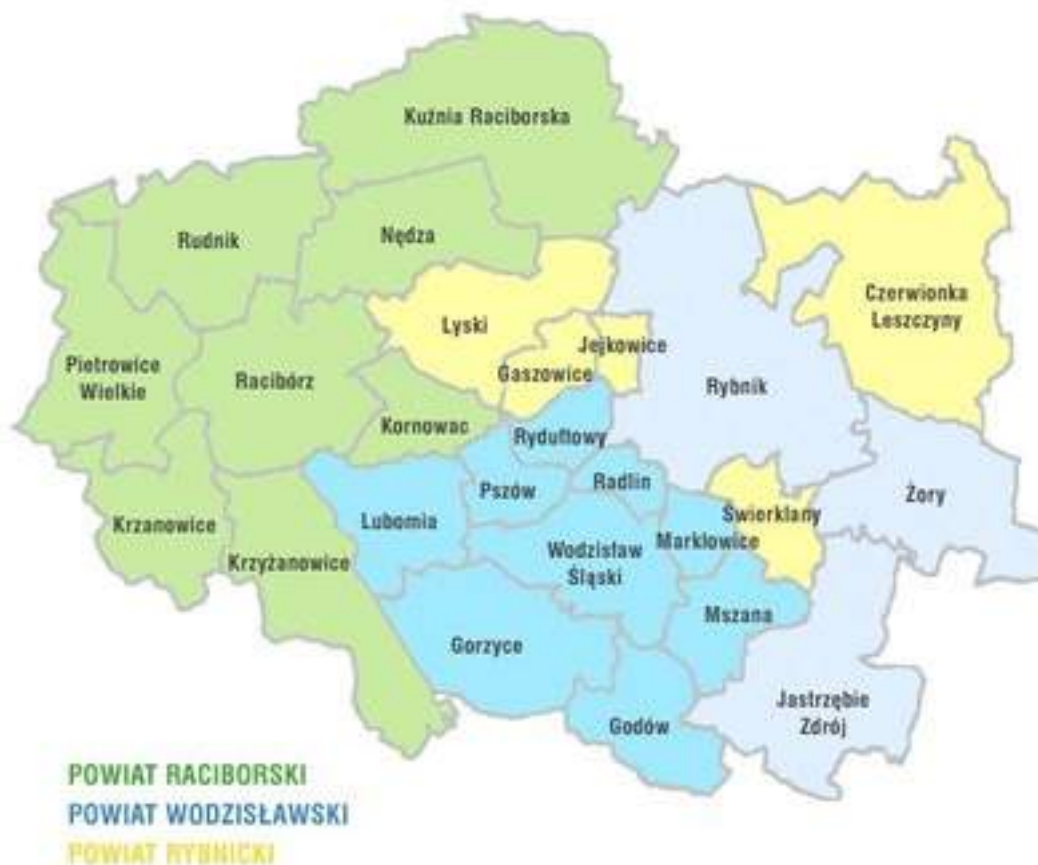 Kuźnia Raciborska
Rudnik
Nędza
Czerwionka
Leszczyny
Lyski
Jejkowice
Gaszowice
Pietrowice
Wielkie
Racibórz
Rybnik
Kornowac
Rydułtowy
Pszów
Radlin
Żory
Krzanowice
Lubomia
Świerklany
Marklowice
Wodzisław
Śląski
Krzyżanowice
Mszana
Gorzyce
Godów
Jastrzębie
Zdrój
POWIAT RACIBORSKI
POWIAT WODZISŁAWSKI
POWIAT RYBNICKI